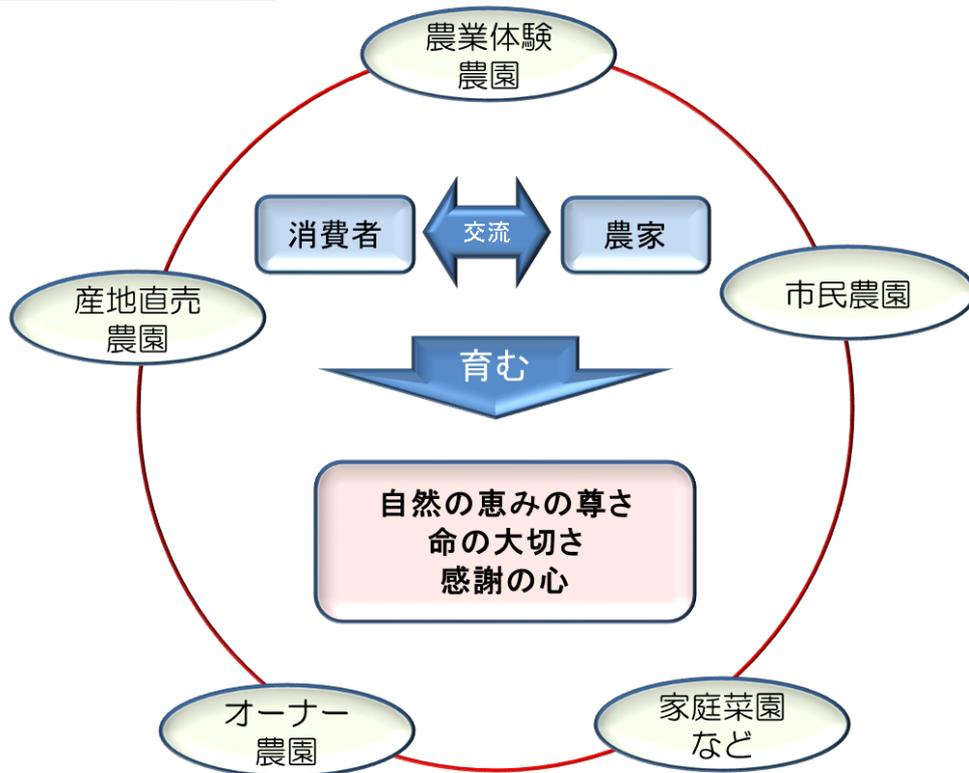 農業体験
農園
消費者
交流
農家
産地直売
農園
市民農園
育む
自然の恵みの尊さ
命の大切さ
感謝の心
オーナー
農園
家庭菜園
など